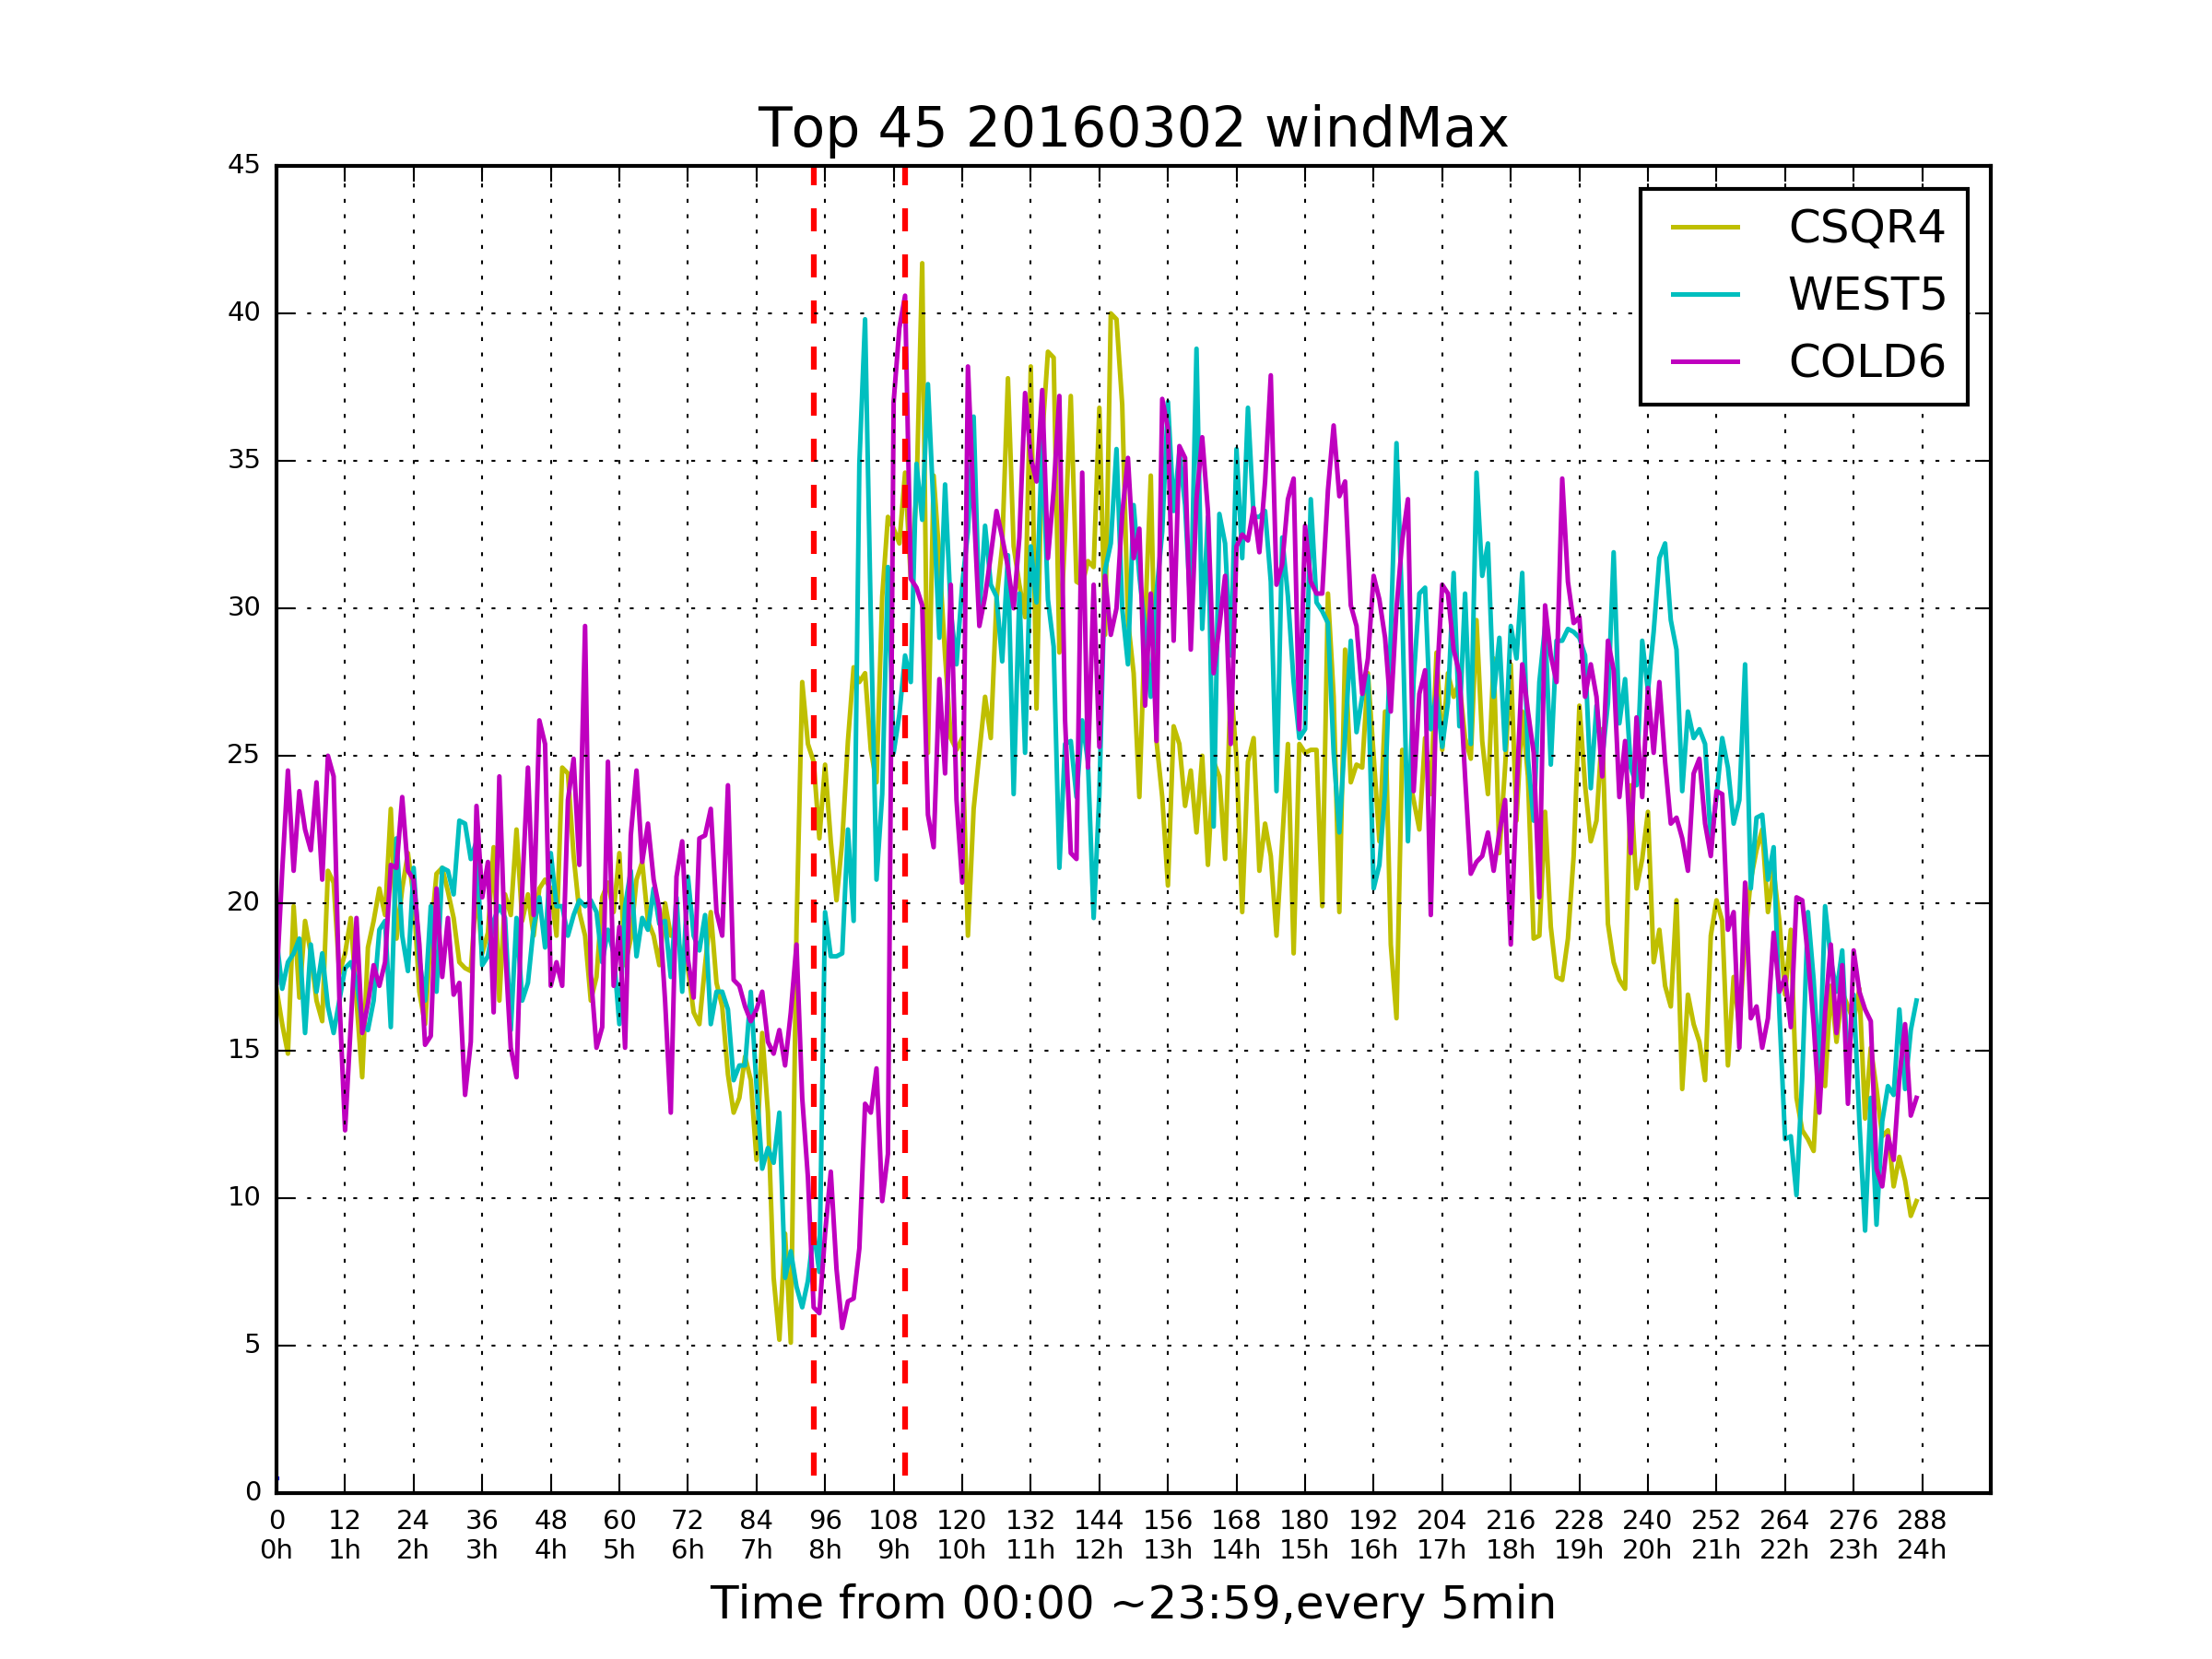 Top 45 20160302 windMax
45
40
35
30
25
20
15
10
5
0
CSQR4
WEST5
COLD6
0 12 24 36 48 60 72 84 96 108 120 132 144 156 168 180 192 204 216 228 240 252 264 276 288
0h 1h 2h 3h 4h 5h 6h 7h 8h 9h 10h 11h 12h 13h 14h 15h 16h 17h 18h 19h 20h 21h 22h 23h 24h
Time from 00:00 ~23:59,every 5min